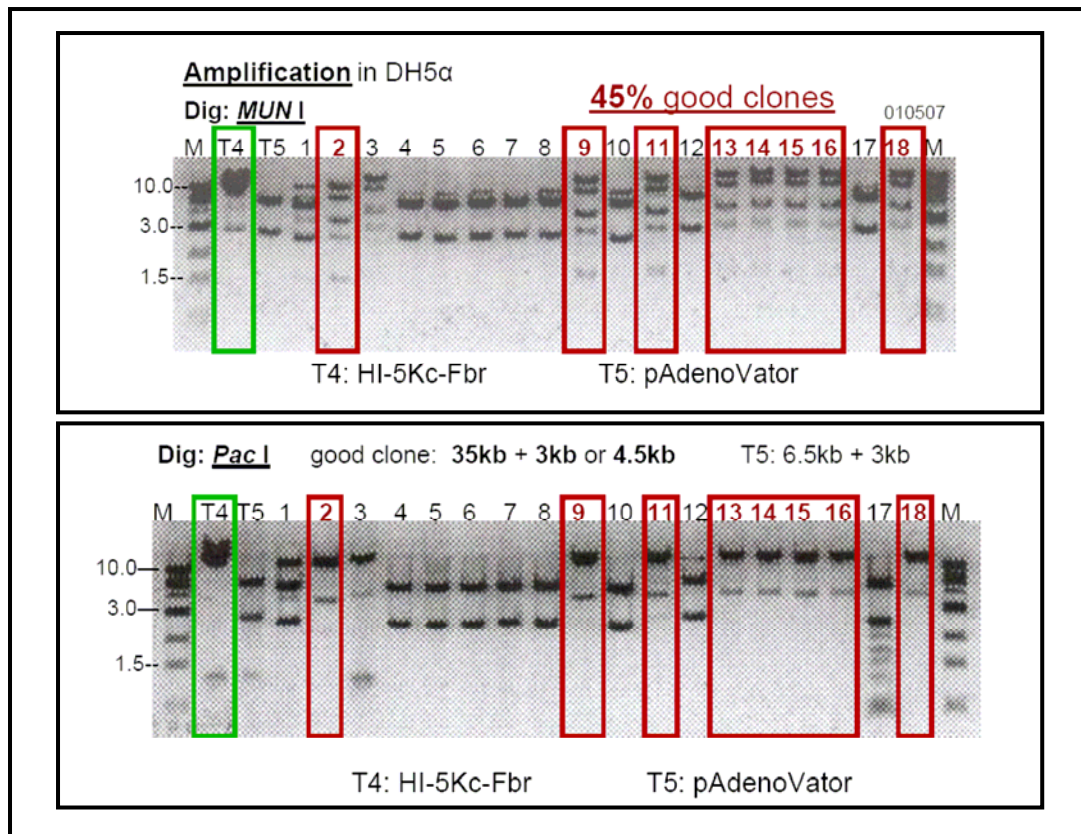 Amplification in DH5α
Dig: MUN I
45% good clones
010507
M T4 T5 1 2 3 4 5 6 7 8 9 10 11 12 13 14 15 16 17 18 M
10.0--
3.0--
1.5--
T4: HI-5Kc-Fbr T5: pAdenoVator
Dig: Pac I good clone: 35kb + 3kb or 4.5kb T5: 6.5kb + 3kb
M T4 T5 1 2 3 4 5 6 7 8 9 10 11 12 13 14 15 16 17 18 M
10.0—
3.0—
1.5--
T4: HI-5Kc-Fbr T5: pAdenoVator